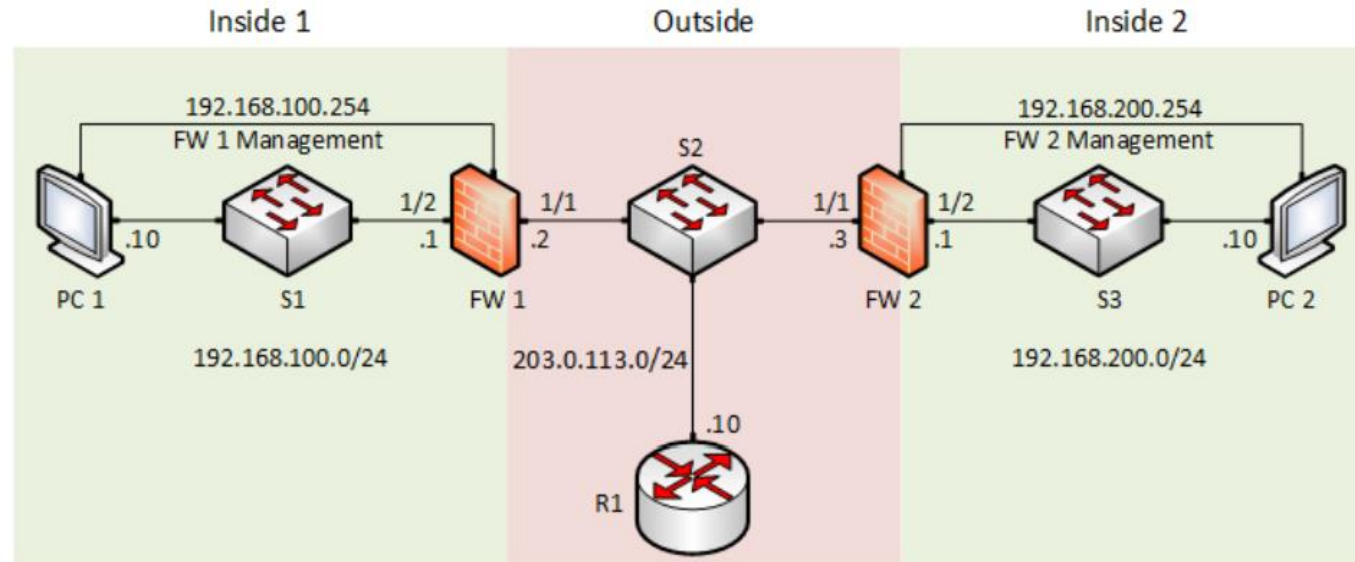 Inside 1
Outside
Inside 2
192.168.100.254
FW 1 Management
192.168.200.254
FW 2 Management
S2
1/2
1/1
1/1
1/2
.10
.1
.2
.3
.1
.10
PC 1
S1
FW 1
FW 2
S3
PC 2
192.168.100.0/24
203.0.113.0/24
192.168.200.0/24
.10
R1